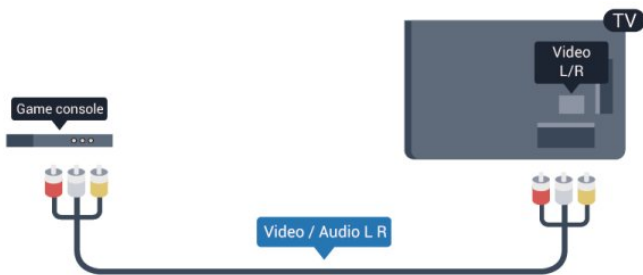 TV
Video
L/R
Game console
Video / Audio L R